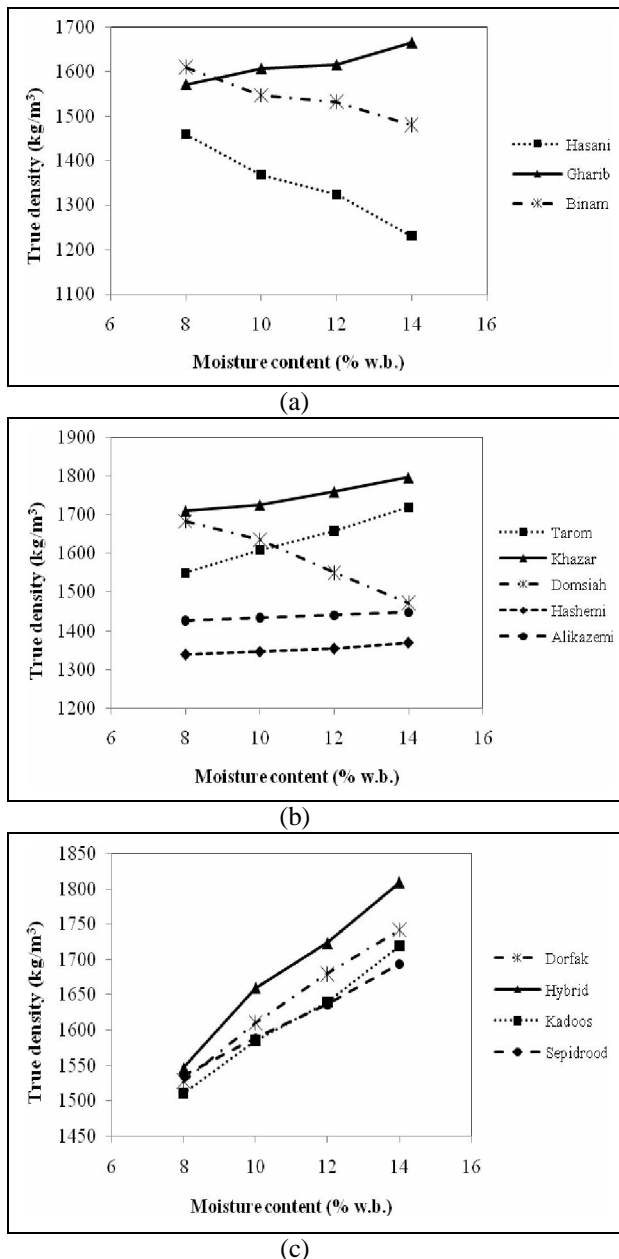 1700
1600
1500
1400
1300
1200
1100
6 8 10 12 14 16
True density (kg/m³)
Moisture content (% w.b.)
Hasani
Gharib
Binam
(a)
1900
1800
1700
1600
1500
1400
1300
1200
6 8 10 12 14 16
True density (kg/m³)
Moisture content (% w.b.)
Tarom
Khazar
Domsiah
Hashemi
Alikazemi
(b)
1850
1800
1750
1700
1650
1600
1550
1500
1450
6 8 10 12 14 16
True density (kg/m³)
Moisture content (% w.b.)
Dorfak
Hybrid
Kadoos
Sepidrood
(c)